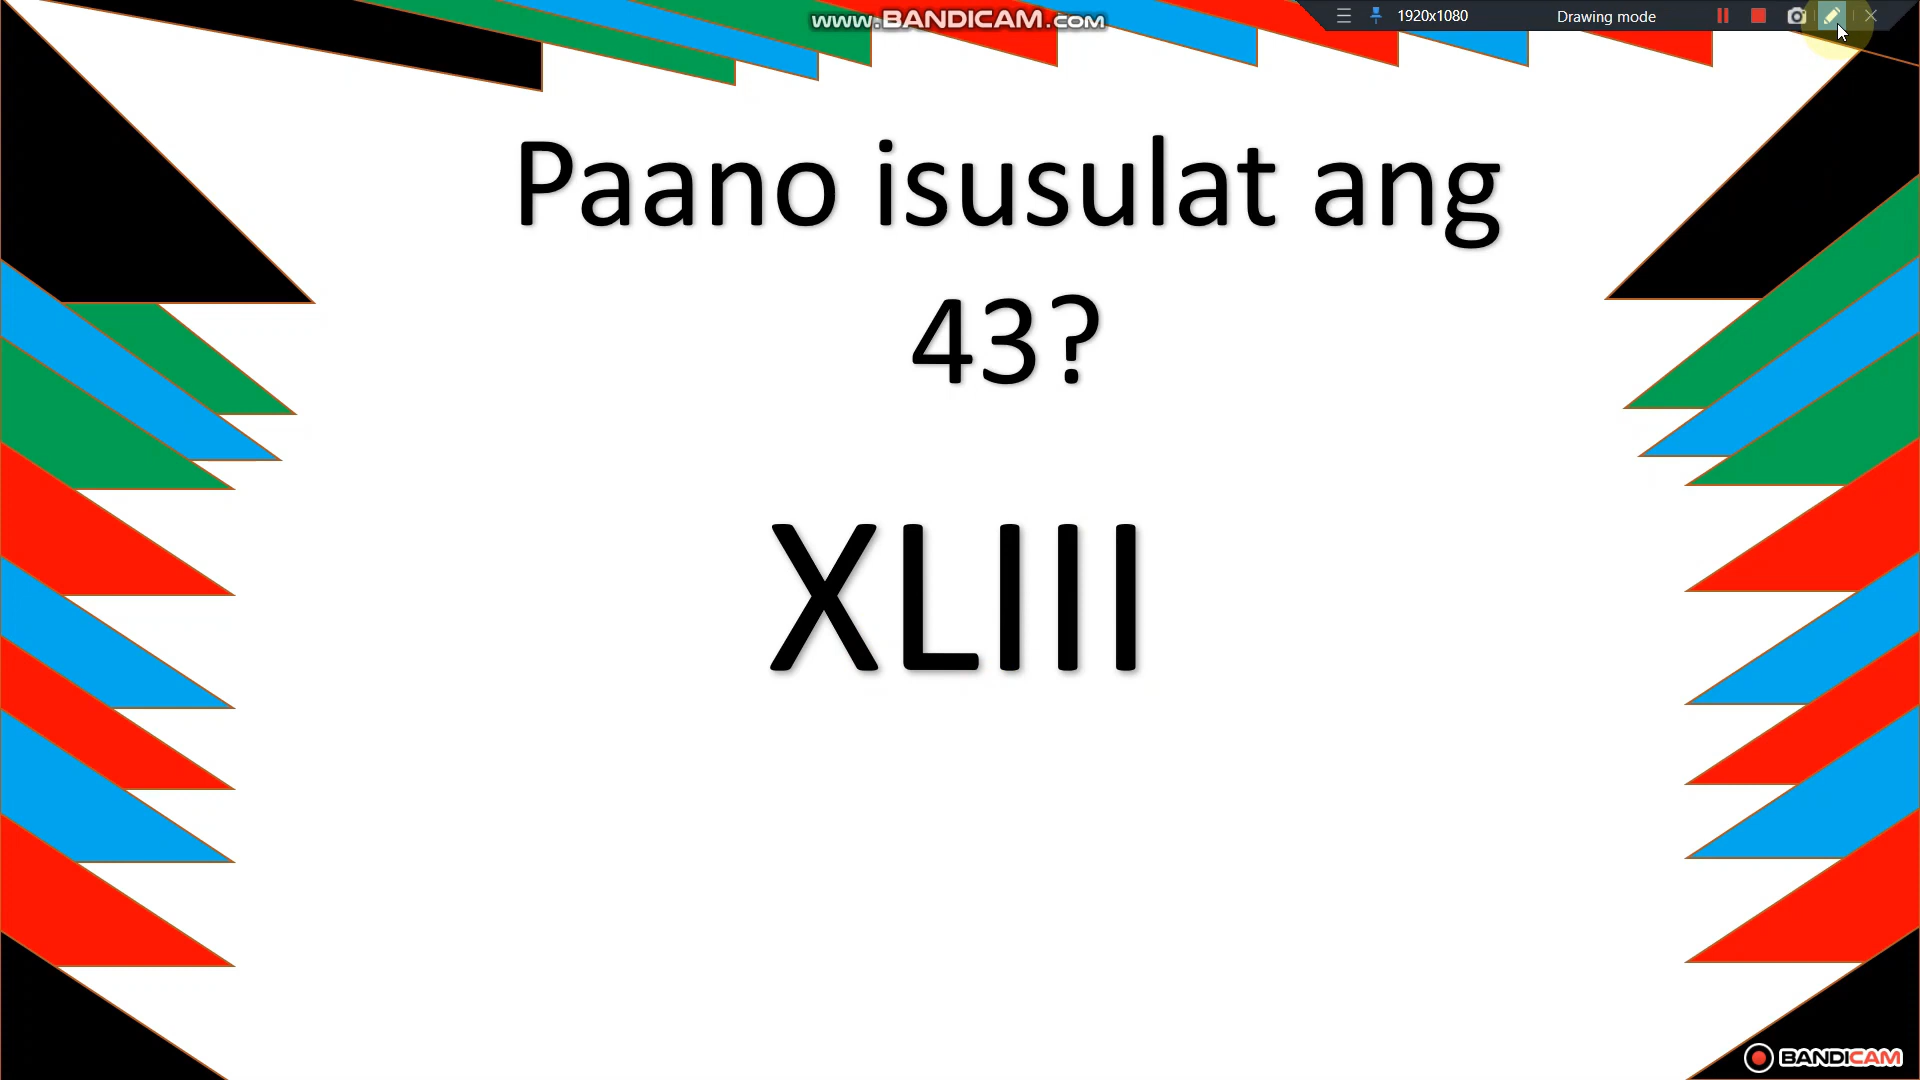 www.BANDICAM.com
1920x1080
Drawing mode
Paano isusulat ang
43?
XLIII
BANDICAM